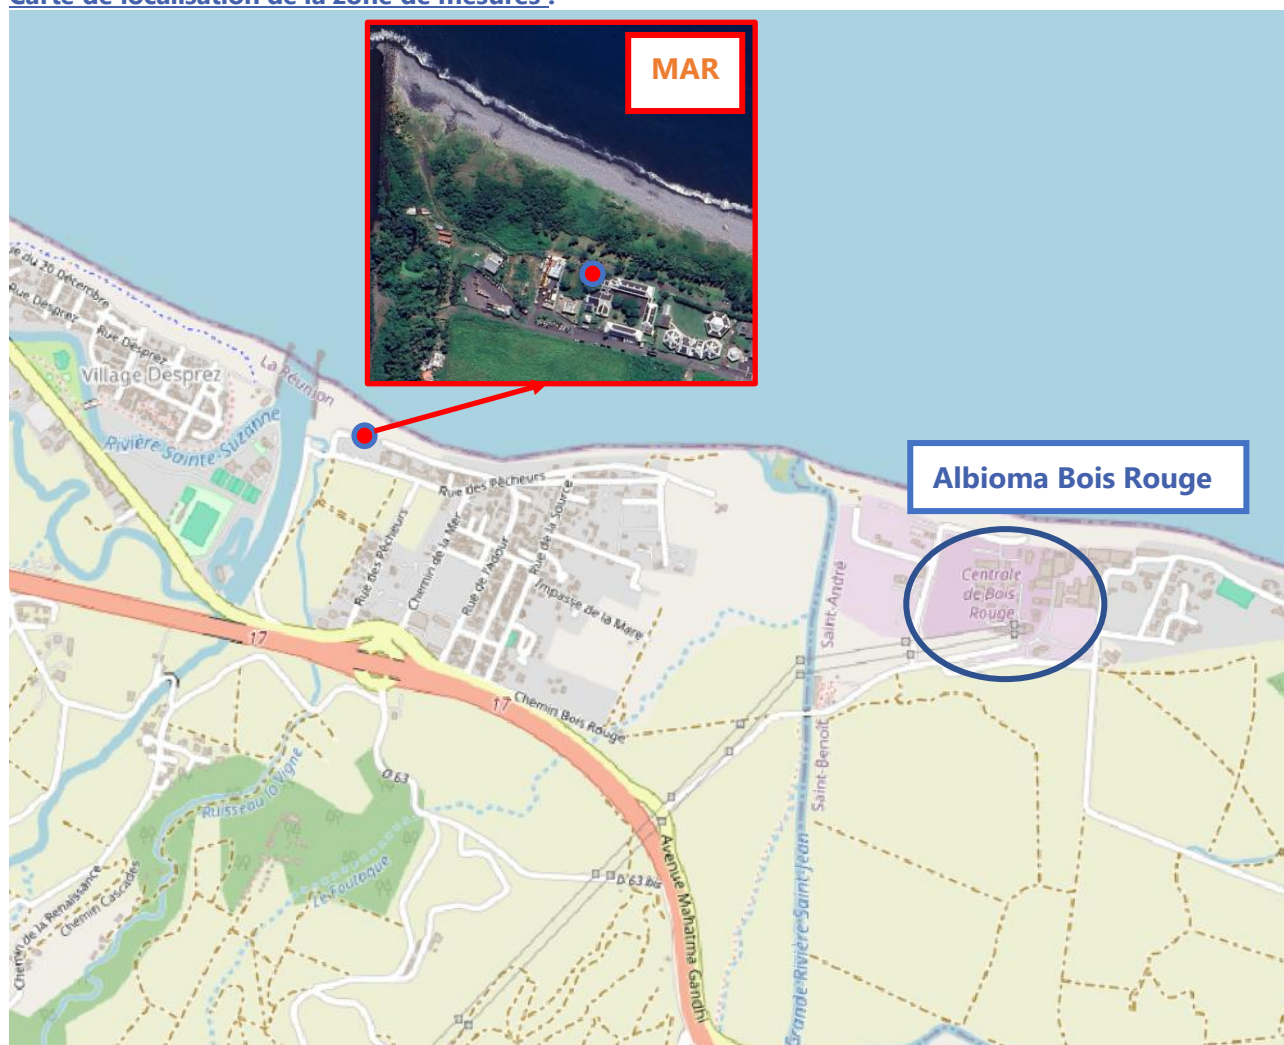 Carte de localisation de la zone de mesures :
MAR
Rue du 20 Décembre
Rue Desprez
Rue Desprez
Village Desprez
La Réunion
Rivière Sainte-Suzanne
Rue des Pêcheurs
Rue des Pêcheurs
Chemin de la Mer
Rue de l'Adour
Rue de la Source
Impasse de la Mare
Albioma Bois Rouge
Centrale
de Bois
Rouge
Saint-André
Saint-Benoît
17
17
Chemin Bois Rouge
D 63
Ruisseau la Vigne
Le Foutaque
D 63 bis
Avenue Mahatma Gandhi
Grande Rivière Saint-Jean
Chemin de la Renaissance
Chemin Cascades